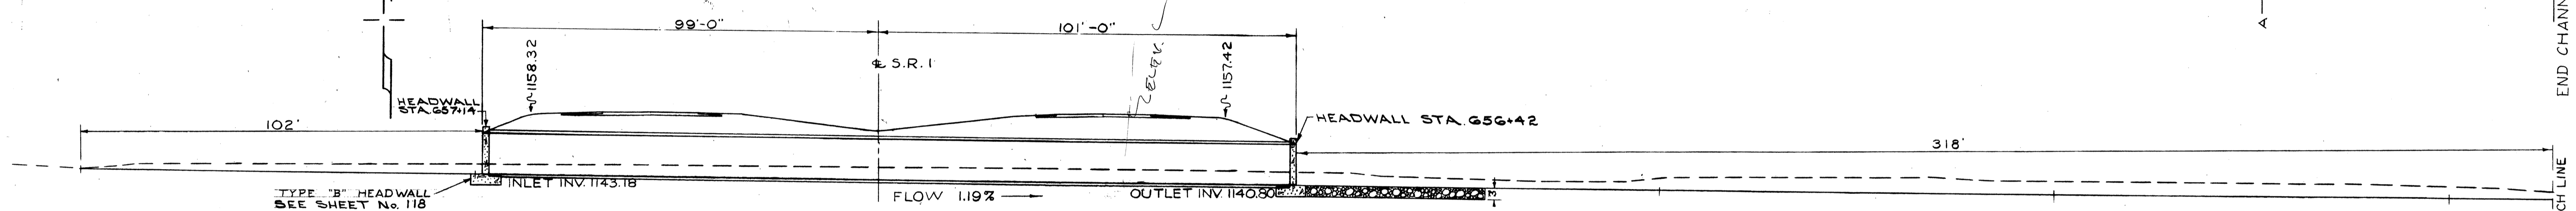 99'-0"
101'-0"
℄ S.R. 1
1158.32
1157.42
HEADWALL
STA. 657+14
102'
HEADWALL STA. 656+42
318'
TYPE "B" HEADWALL
SEE SHEET No. 118
INLET INV. 1143.18
FLOW 1.19%
OUTLET INV. 1140.80
3'
A
END CHANN
CH LINE